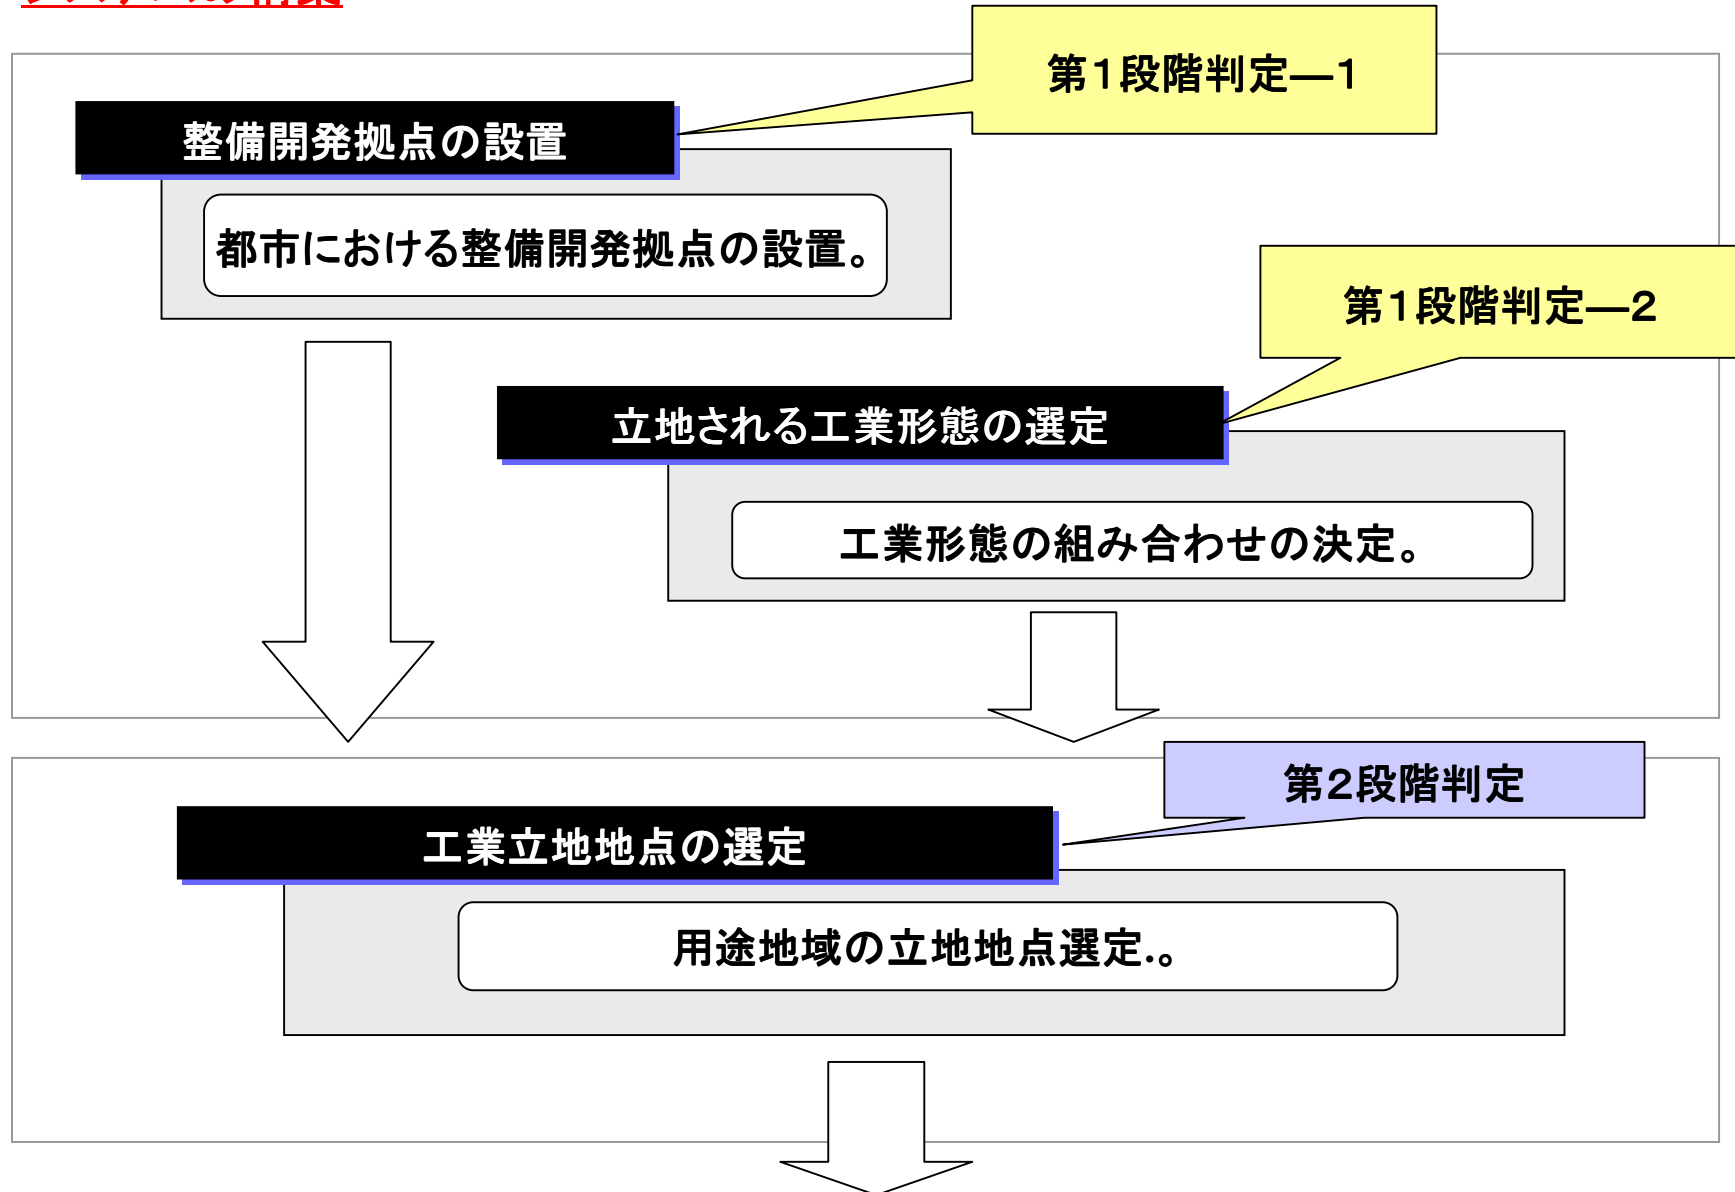 第1段階判定―1
整備開発拠点の設置
都市における整備開発拠点の設置。
第1段階判定―2
立地される工業形態の選定
工業形態の組み合わせの決定。
第2段階判定
工業立地地点の選定
用途地域の立地地点選定.。